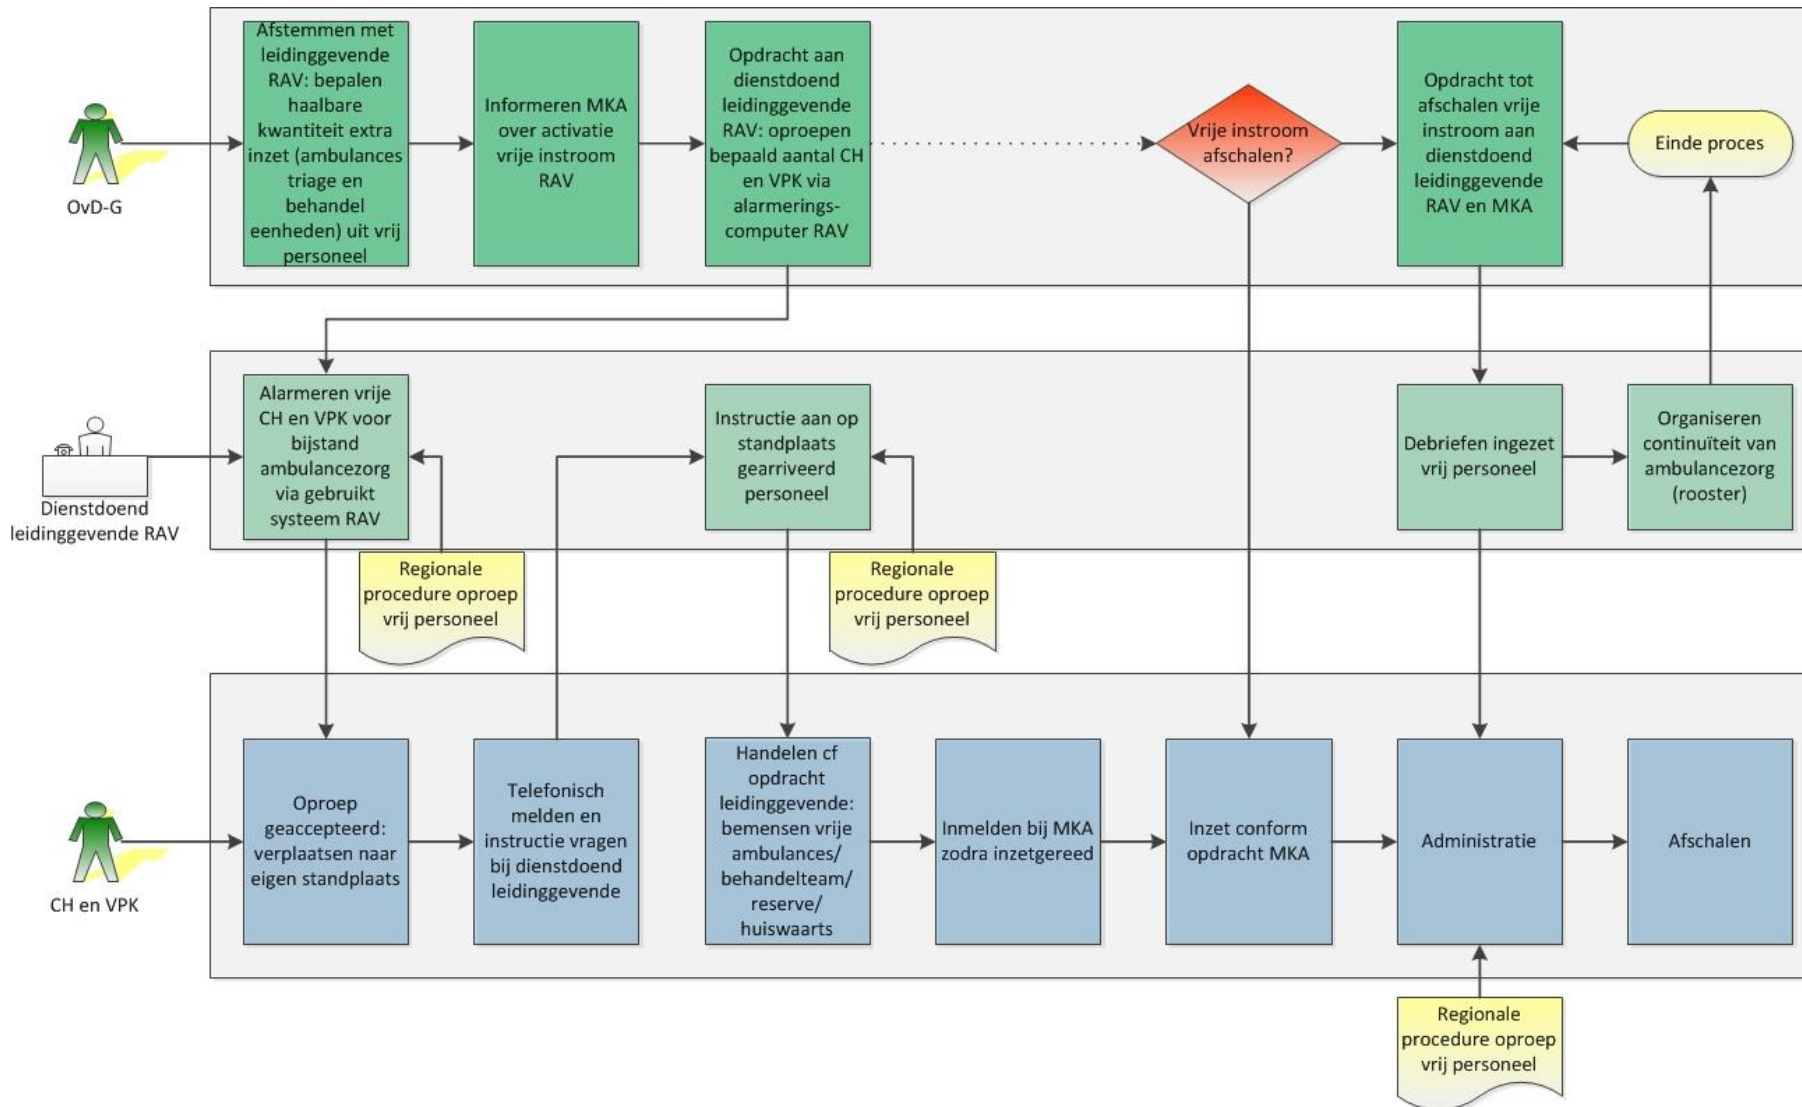 Afstemmen met
leidinggevende
RAV: bepalen
haalbare
kwantiteit extra
inzet (ambulances
triage en
behandel
eenheden) uit vrij
personeel
Informeren MKA
over activatie
vrije instroom
RAV
Opdracht aan
dienstdoend
leidinggevende
RAV: oproepen
bepaald aantal CH
en VPK via
alarmerings-
computer RAV
Vrije instroom
afschalen?
Opdracht tot
afschalen vrije
instroom aan
dienstdoend
leidinggevende
RAV en MKA
Einde proces
OvD-G
Alarmeren vrije
CH en VPK voor
bijstand
ambulancezorg
via gebruikt
systeem RAV
Instructie aan op
standplaats
gearriveerd
personeel
Debriefen ingezet
vrij personeel
Organiseren
continuïteit van
ambulancezorg
(rooster)
Dienstdoend
leidinggevende RAV
Regionale
procedure oproep
vrij personeel
Regionale
procedure oproep
vrij personeel
Oproep
geaccepteerd:
verplaatsen naar
eigen standplaats
Telefonisch
melden en
instructie vragen
bij dienstdoend
leidinggevende
Handelen cf
opdracht
leidinggevende:
bemensen vrije
ambulances/
behandelteam/
reserve/
huiswaarts
Inmelden bij MKA
zodra inzetgereed
Inzet conform
opdracht MKA
Administratie
Afschalen
CH en VPK
Regionale
procedure oproep
vrij personeel